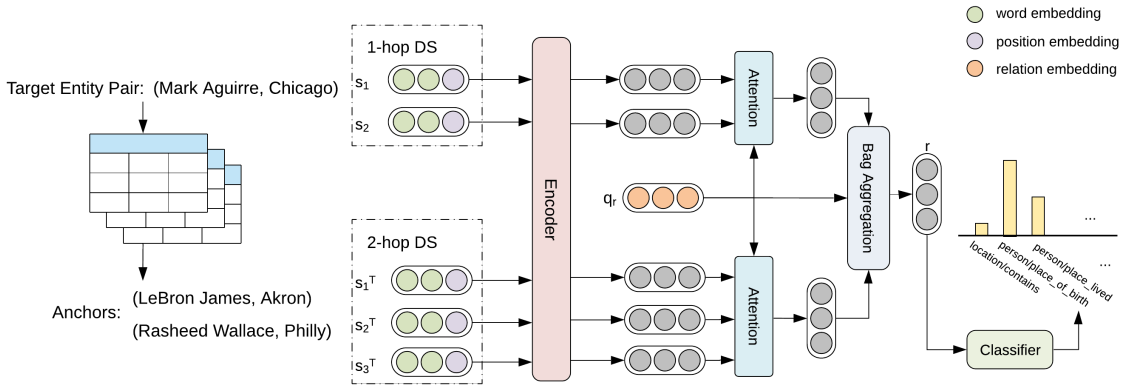 Target Entity Pair: (Mark Aguirre, Chicago)
Anchors:
(LeBron James, Akron)
(Rasheed Wallace, Philly)
1-hop DS
s1
s2
2-hop DS
s1T
s2T
s3T
Encoder
Attention
qr
Attention
Bag Aggregation
r
word embedding
position embedding
relation embedding
...
...
location/contains
person/place_of_birth
person/place_lived
Classifier